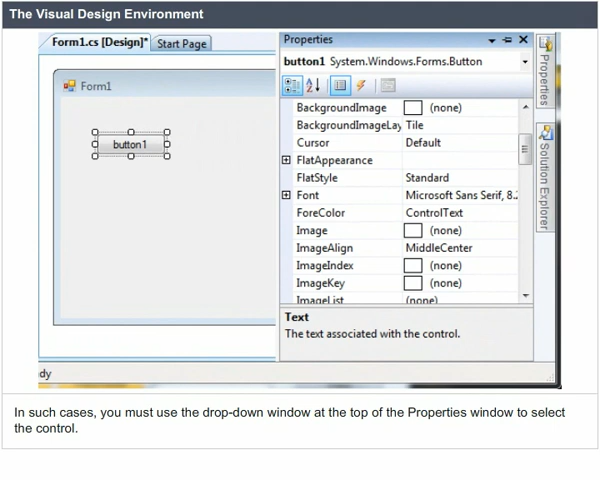 The Visual Design Environment
Form1.cs [Design]* Start Page
Form1
button1
Properties
button1 System.Windows.Forms.Button
BackgroundImage (none)
BackgroundImageLay Tile
Cursor Default
FlatAppearance
FlatStyle Standard
Font Microsoft Sans Serif, 8.2
ForeColor ControlText
Image (none)
ImageAlign MiddleCenter
ImageIndex (none)
ImageKey (none)
ImageList (none)
Text
The text associated with the control.
Properties
Solution Explorer
dy
In such cases, you must use the drop-down window at the top of the Properties window to select
the control.